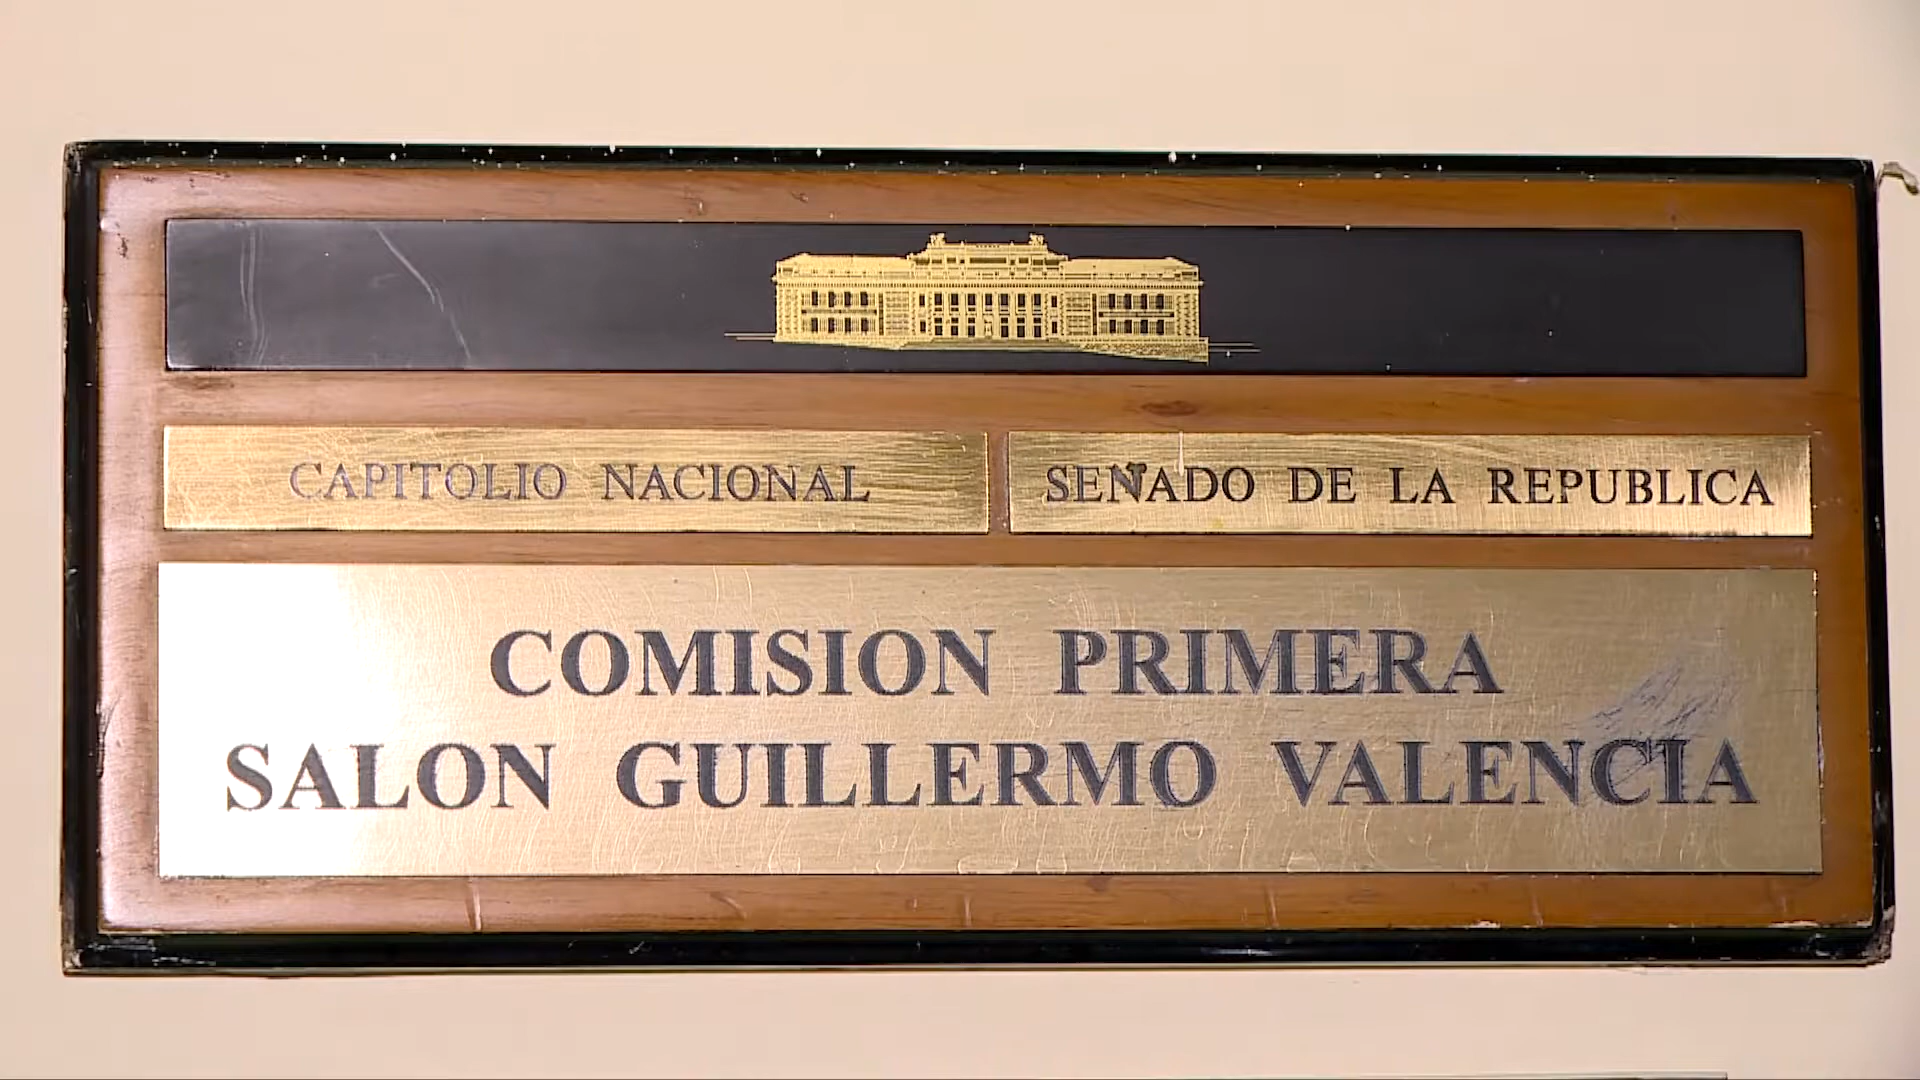 CAPITOLIO NACIONAL
SENADO DE LA REPUBLICA
COMISION PRIMERA
SALON GUILLERMO VALENCIA